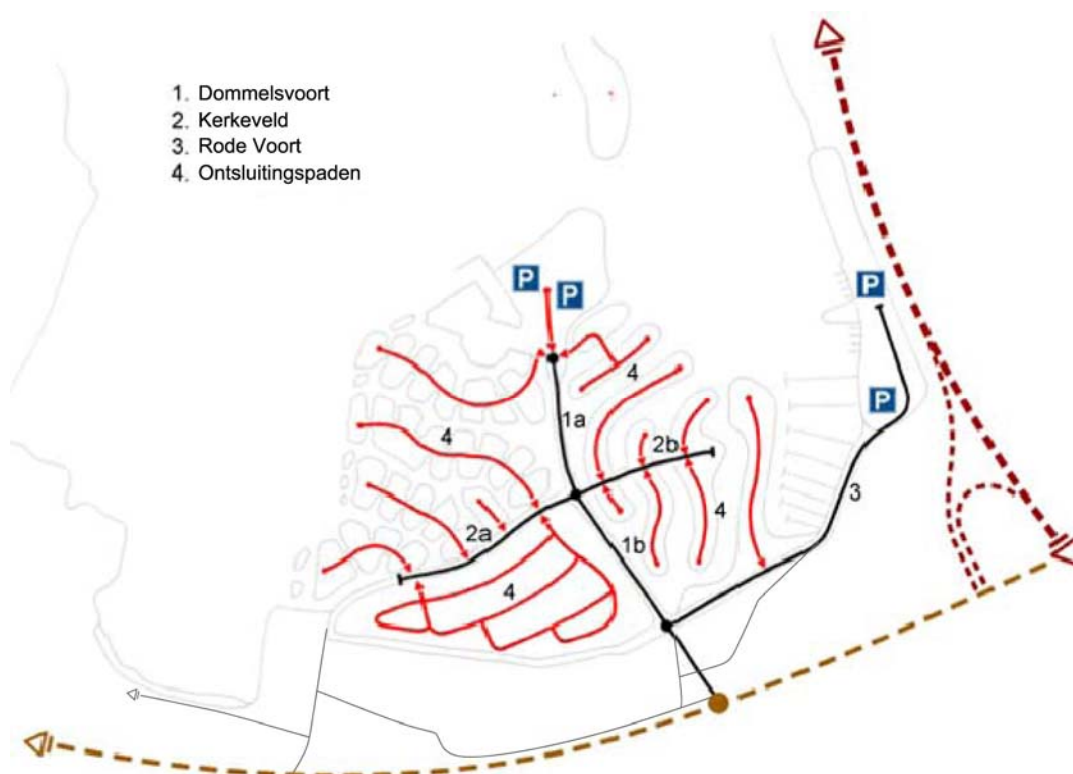 1. Dommelsvoort
2. Kerkeveld
3. Rode Voort
4. Ontsluitingspaden
P
P
P
4
P
1a
4
2b
3
4
2a
1b
4